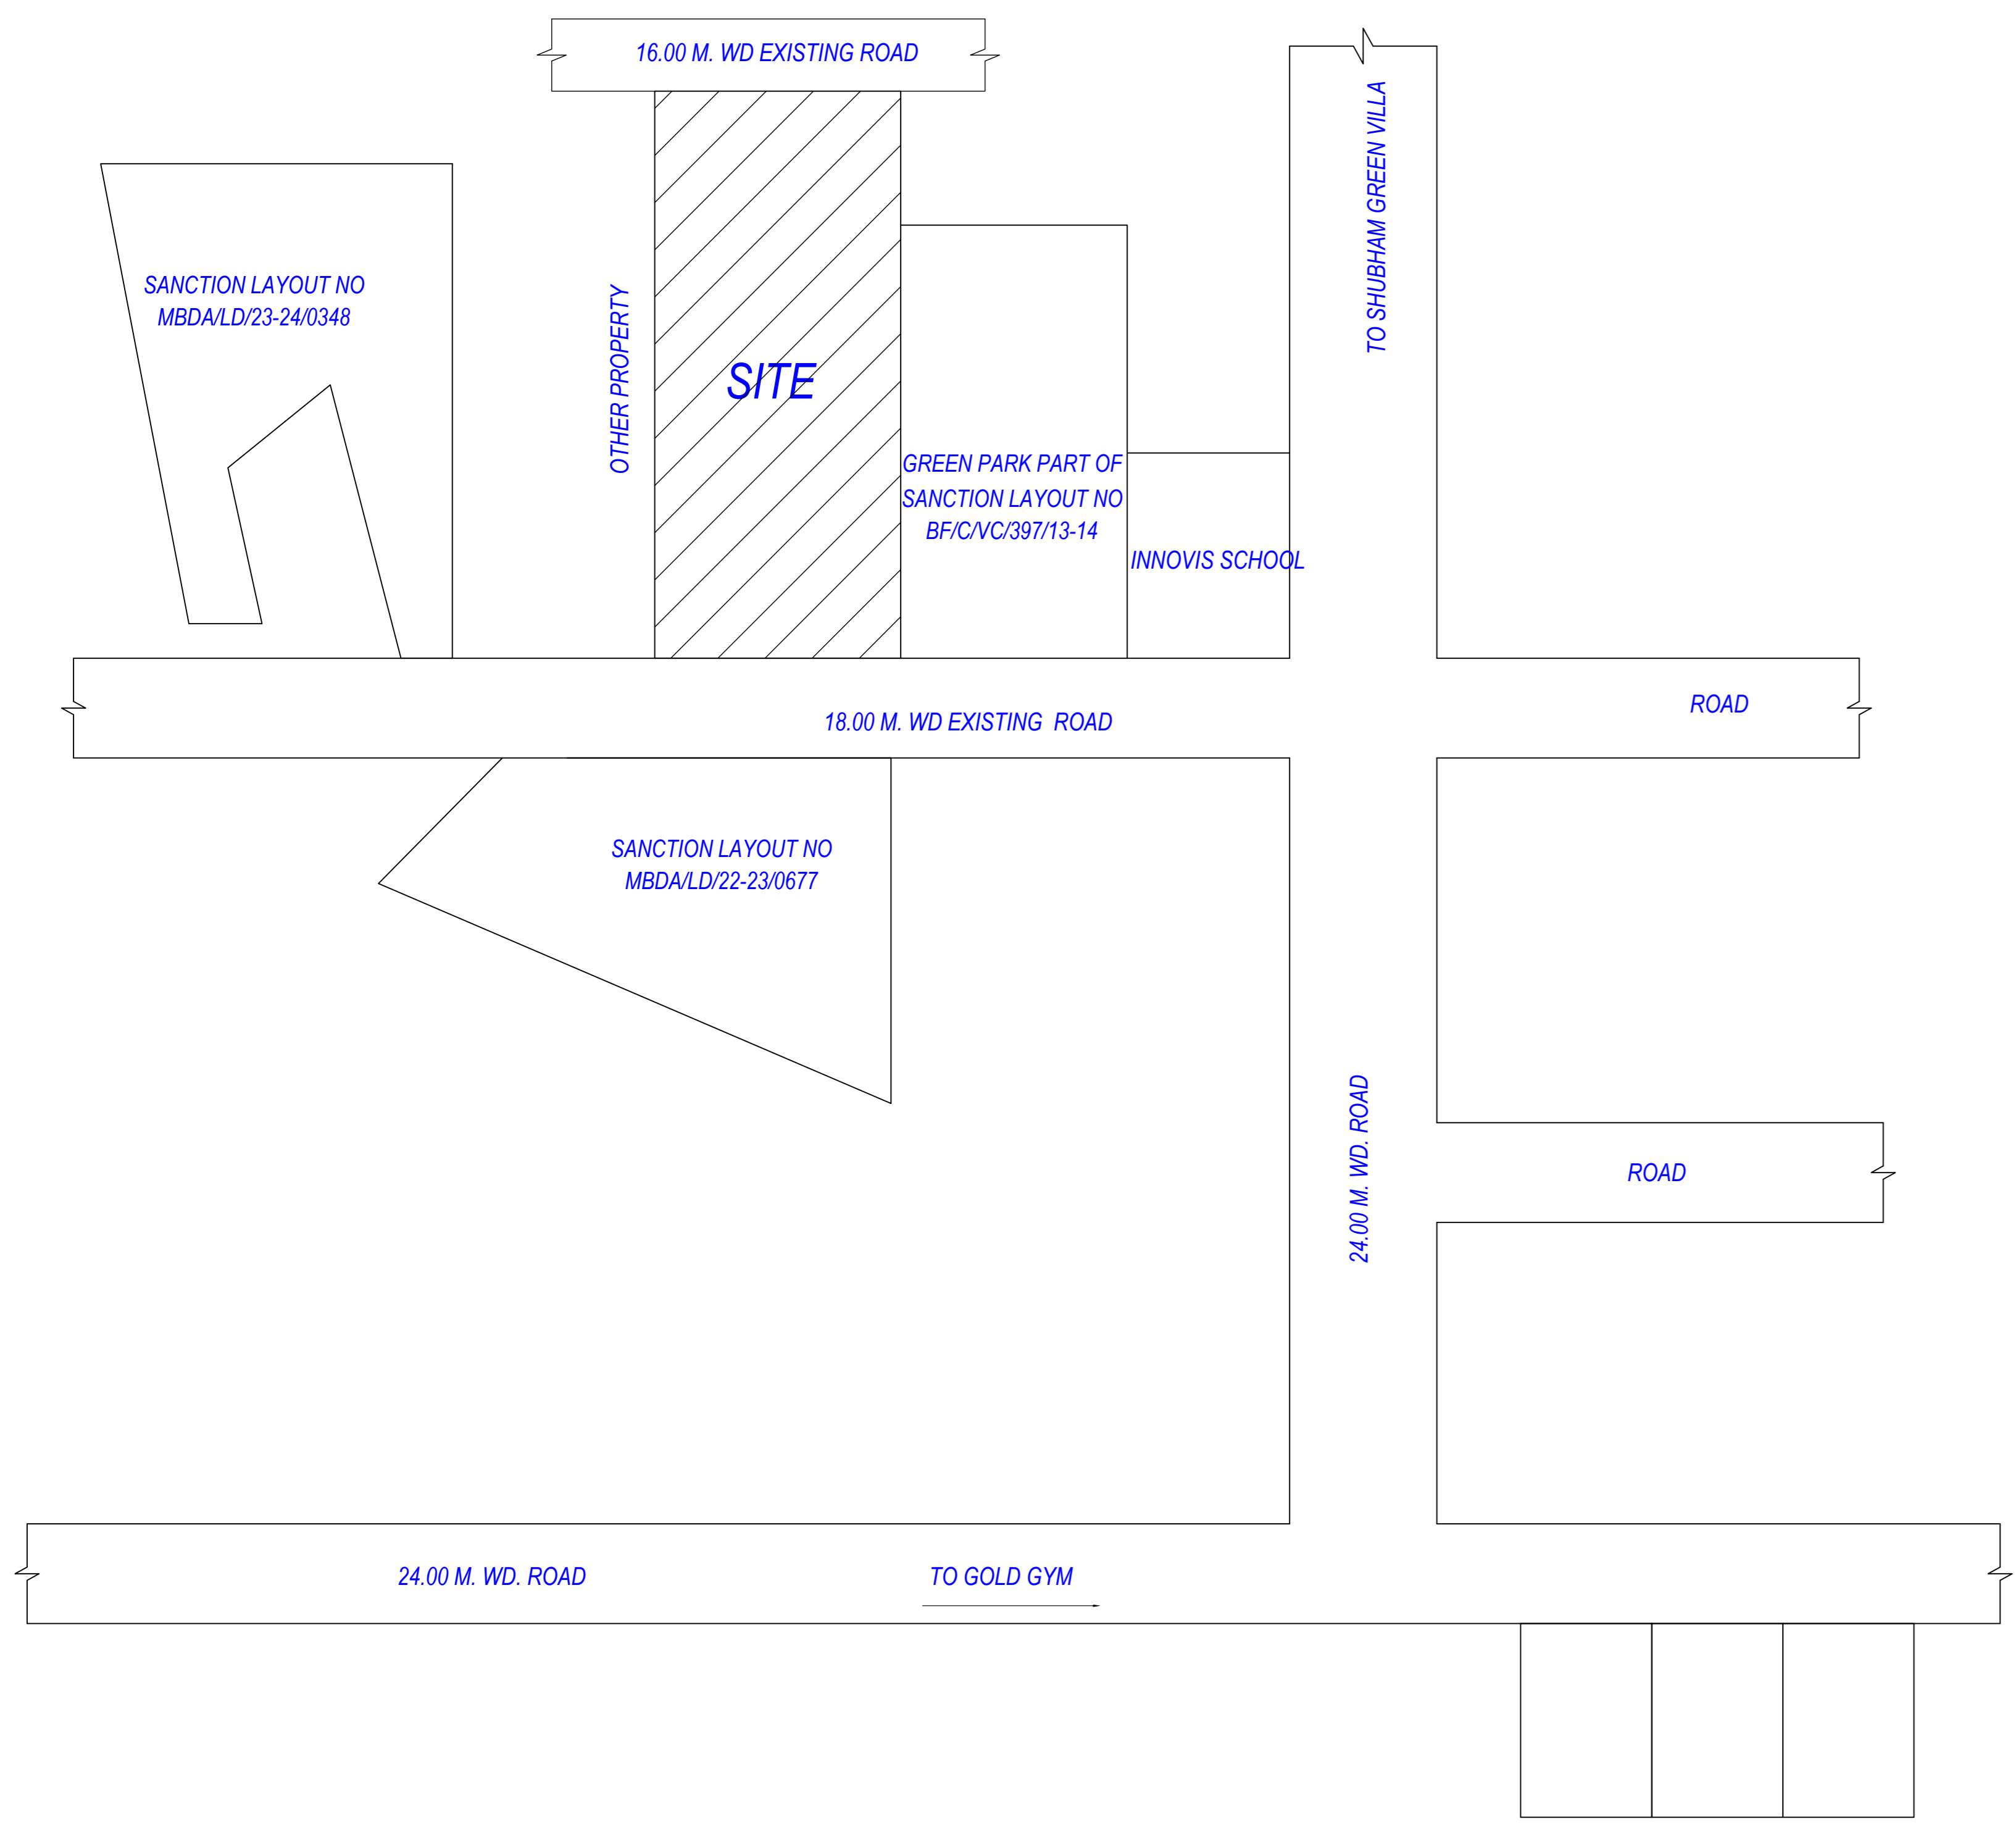 16.00 M. WD EXISTING ROAD
TO SHUBHAM GREEN VILLA
SANCTION LAYOUT NO
MBDA/LD/23-24/0348
OTHER PROPERTY
SITE
GREEN PARK PART OF
SANCTION LAYOUT NO
BF/C/VC/397/13-14
INNOVIS SCHOOL
18.00 M. WD EXISTING ROAD
ROAD
SANCTION LAYOUT NO
MBDA/LD/22-23/0677
24.00 M. WD. ROAD
ROAD
24.00 M. WD. ROAD
TO GOLD GYM